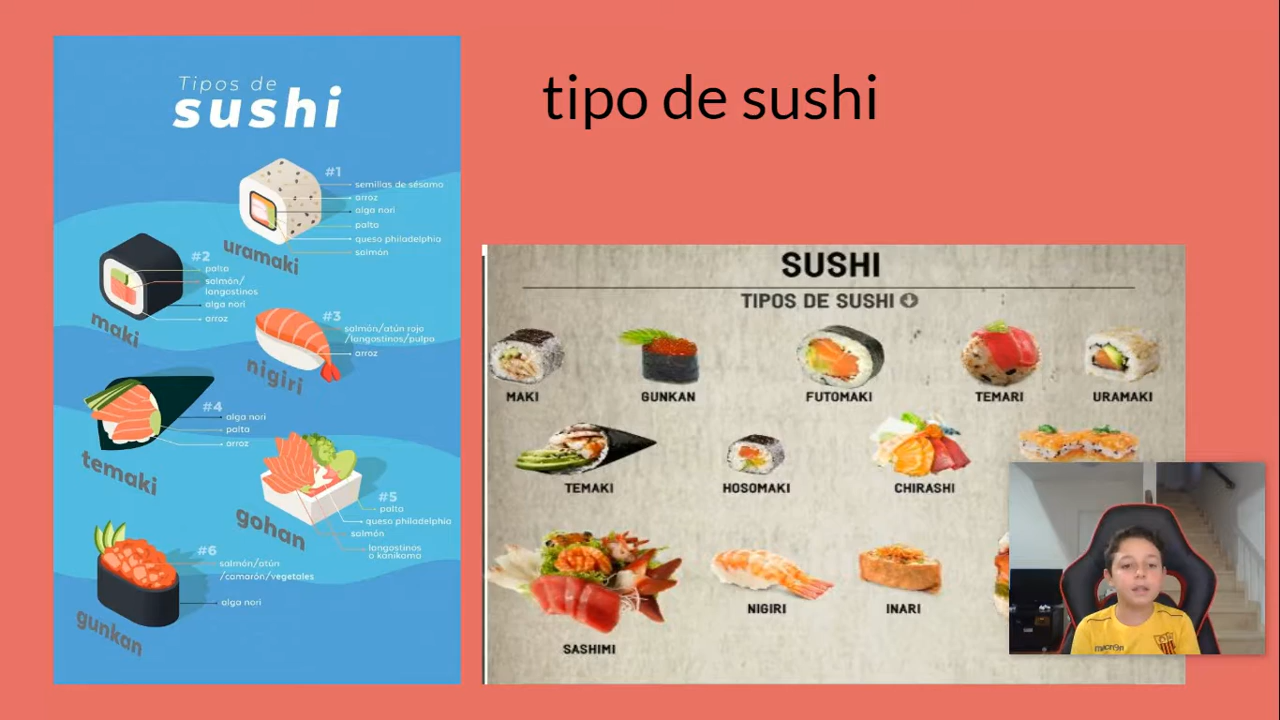 Tipos de
sushi
#1
semillas de sésamo
arroz
alga nori
palta
queso philadelphia
salmón
uramaki
#2
palta
salmón/
langostinos
alga nori
arroz
maki
#3
salmón/atún rojo
/langostinos/pulpo
arroz
nigiri
#4
alga nori
palta
arroz
temaki
#5
palta
queso philadelphia
salmón
langostinos
o kanikama
gohan
#6
salmón/atún
/camarón/vegetales
alga nori
gunkan
tipo de sushi
SUSHI
TIPOS DE SUSHI
MAKI
GUNKAN
FUTOMAKI
TEMARI
URAMAKI
TEMAKI
HOSOMAKI
CHIRASHI
SASHIMI
NIGIRI
INARI
macron